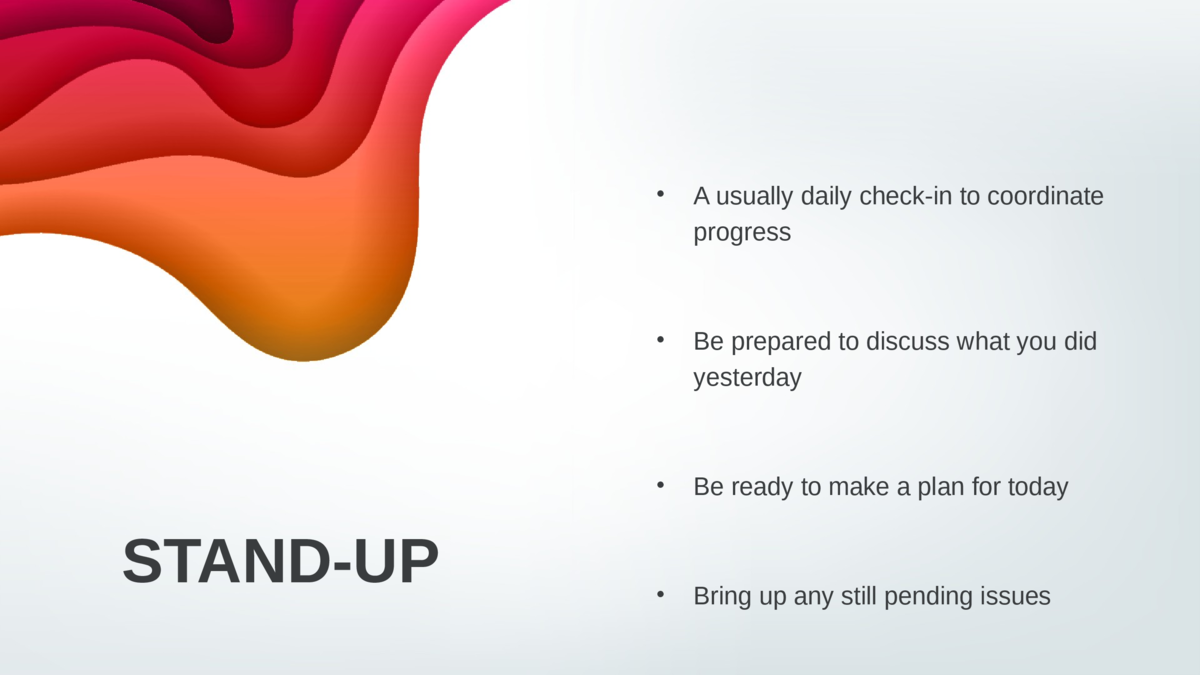 STAND-UP
• A usually daily check-in to coordinate
progress
• Be prepared to discuss what you did
yesterday
• Be ready to make a plan for today
• Bring up any still pending issues